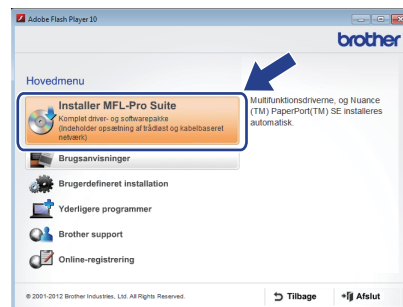 Adobe Flash Player 10
brother
Hovedmenu
Installer MFL-Pro Suite
Komplet driver- og softwarepakke
(Indeholder opsætning af trådløst og kabelbaseret
netværk)
Multifunktionsdriverne, og Nuance
(TM) PaperPort(TM) SE installeres
automatisk.
Brugsanvisninger
Brugerdefineret installation
Yderligere programmer
Brother support
Online-registrering
© 2001-2012 Brother Industries, Ltd. All Rights Reserved.
Tilbage
Afslut